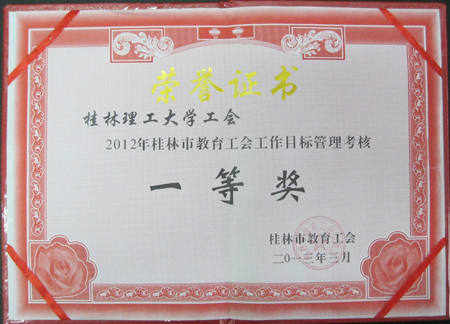 荣誉证书
桂林理工大学工会
2012年桂林市教育工会工作目标管理考核
一等奖
桂林市教育工会
二〇一三年三月